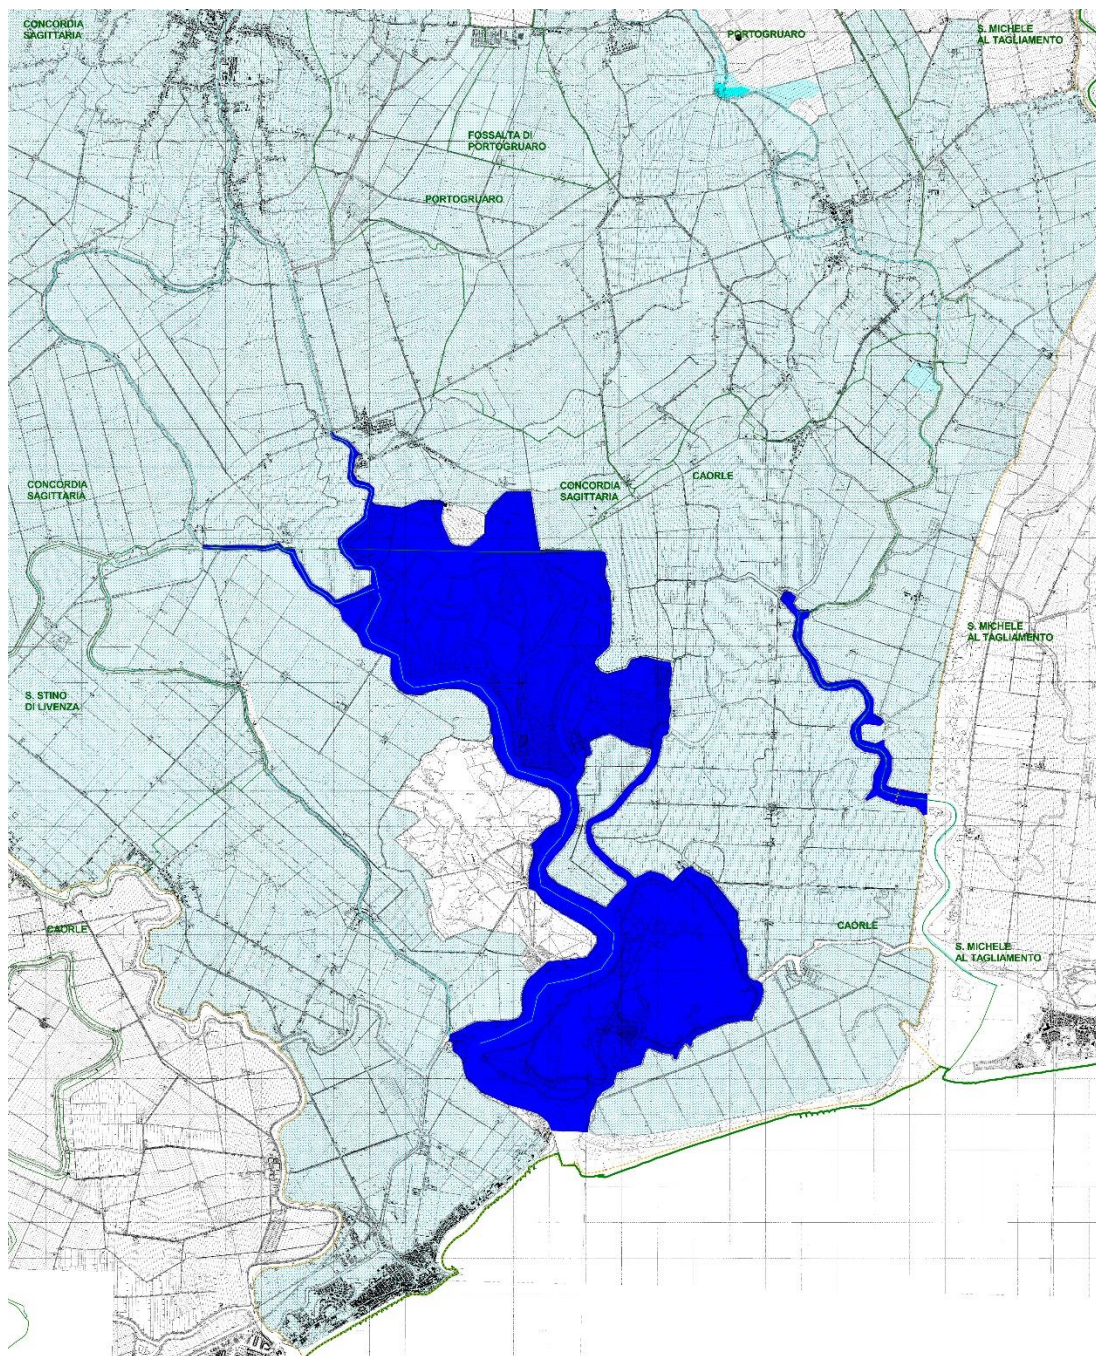 CONCORDIA
SAGITTARIA
PORTOGRUARO
S. MICHELE
AL TAGLIAMENTO
FOSSALTA DI
PORTOGRUARO
PORTOGRUARO
CONCORDIA
SAGITTARIA
CONCORDIA
SAGITTARIA
CAORLE
S. MICHELE
AL TAGLIAMENTO
S. STINO
DI LIVENZA
CAORLE
CAORLE
S. MICHELE
AL TAGLIAMENTO